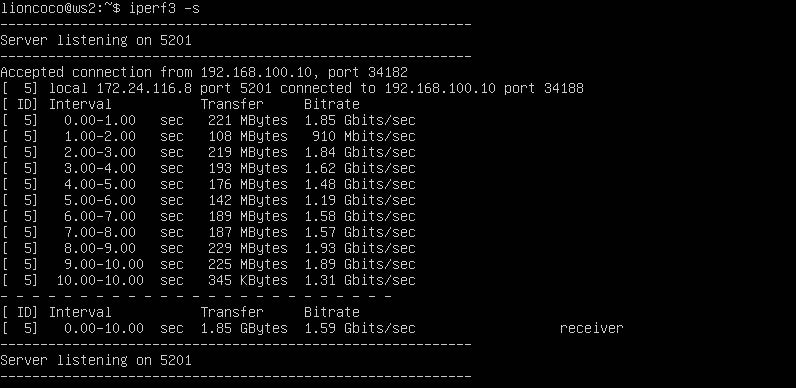 lioncoco@ws2:~$ iperf3 -s
-----------------------------------------------------------
Server listening on 5201
-----------------------------------------------------------
Accepted connection from 192.168.100.10, port 34182
[  5] local 172.24.116.8 port 5201 connected to 192.168.100.10 port 34188
[ ID] Interval           Transfer     Bitrate
[  5]   0.00-1.00   sec   221 MBytes  1.85 Gbits/sec
[  5]   1.00-2.00   sec   108 MBytes   910 Mbits/sec
[  5]   2.00-3.00   sec   219 MBytes  1.84 Gbits/sec
[  5]   3.00-4.00   sec   193 MBytes  1.62 Gbits/sec
[  5]   4.00-5.00   sec   176 MBytes  1.48 Gbits/sec
[  5]   5.00-6.00   sec   142 MBytes  1.19 Gbits/sec
[  5]   6.00-7.00   sec   189 MBytes  1.58 Gbits/sec
[  5]   7.00-8.00   sec   187 MBytes  1.57 Gbits/sec
[  5]   8.00-9.00   sec   229 MBytes  1.93 Gbits/sec
[  5]   9.00-10.00  sec   225 MBytes  1.89 Gbits/sec
[  5]  10.00-10.00  sec   345 KBytes  1.31 Gbits/sec
- - - - - - - - - - - - - - - - - - - - - - - - -
[ ID] Interval           Transfer     Bitrate
[  5]   0.00-10.00  sec  1.85 GBytes  1.59 Gbits/sec                  receiver
-----------------------------------------------------------
Server listening on 5201
-----------------------------------------------------------